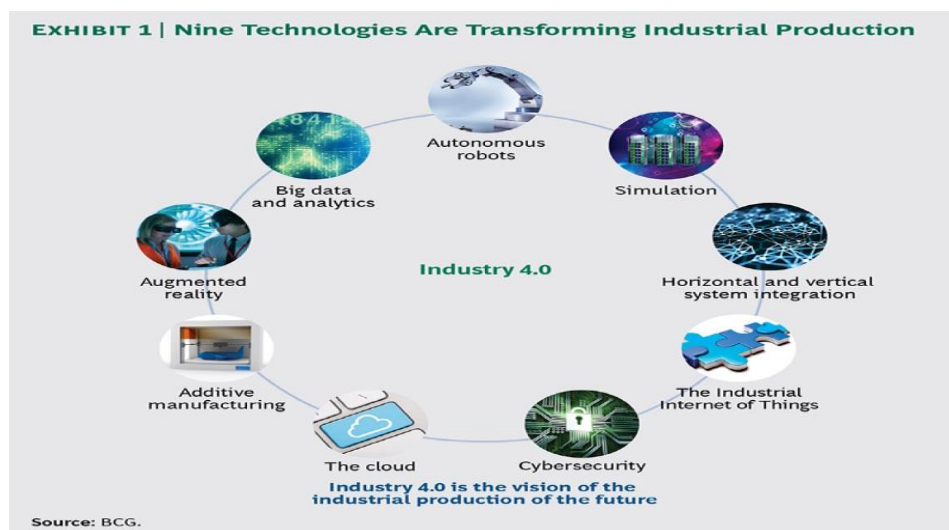 EXHIBIT 1 | Nine Technologies Are Transforming Industrial Production
Autonomous
robots
Big data
and analytics
Simulation
Industry 4.0
Augmented
reality
Horizontal and vertical
system integration
Additive
manufacturing
The Industrial
Internet of Things
The cloud
Cybersecurity
Industry 4.0 is the vision of the
industrial production of the future
Source: BCG.